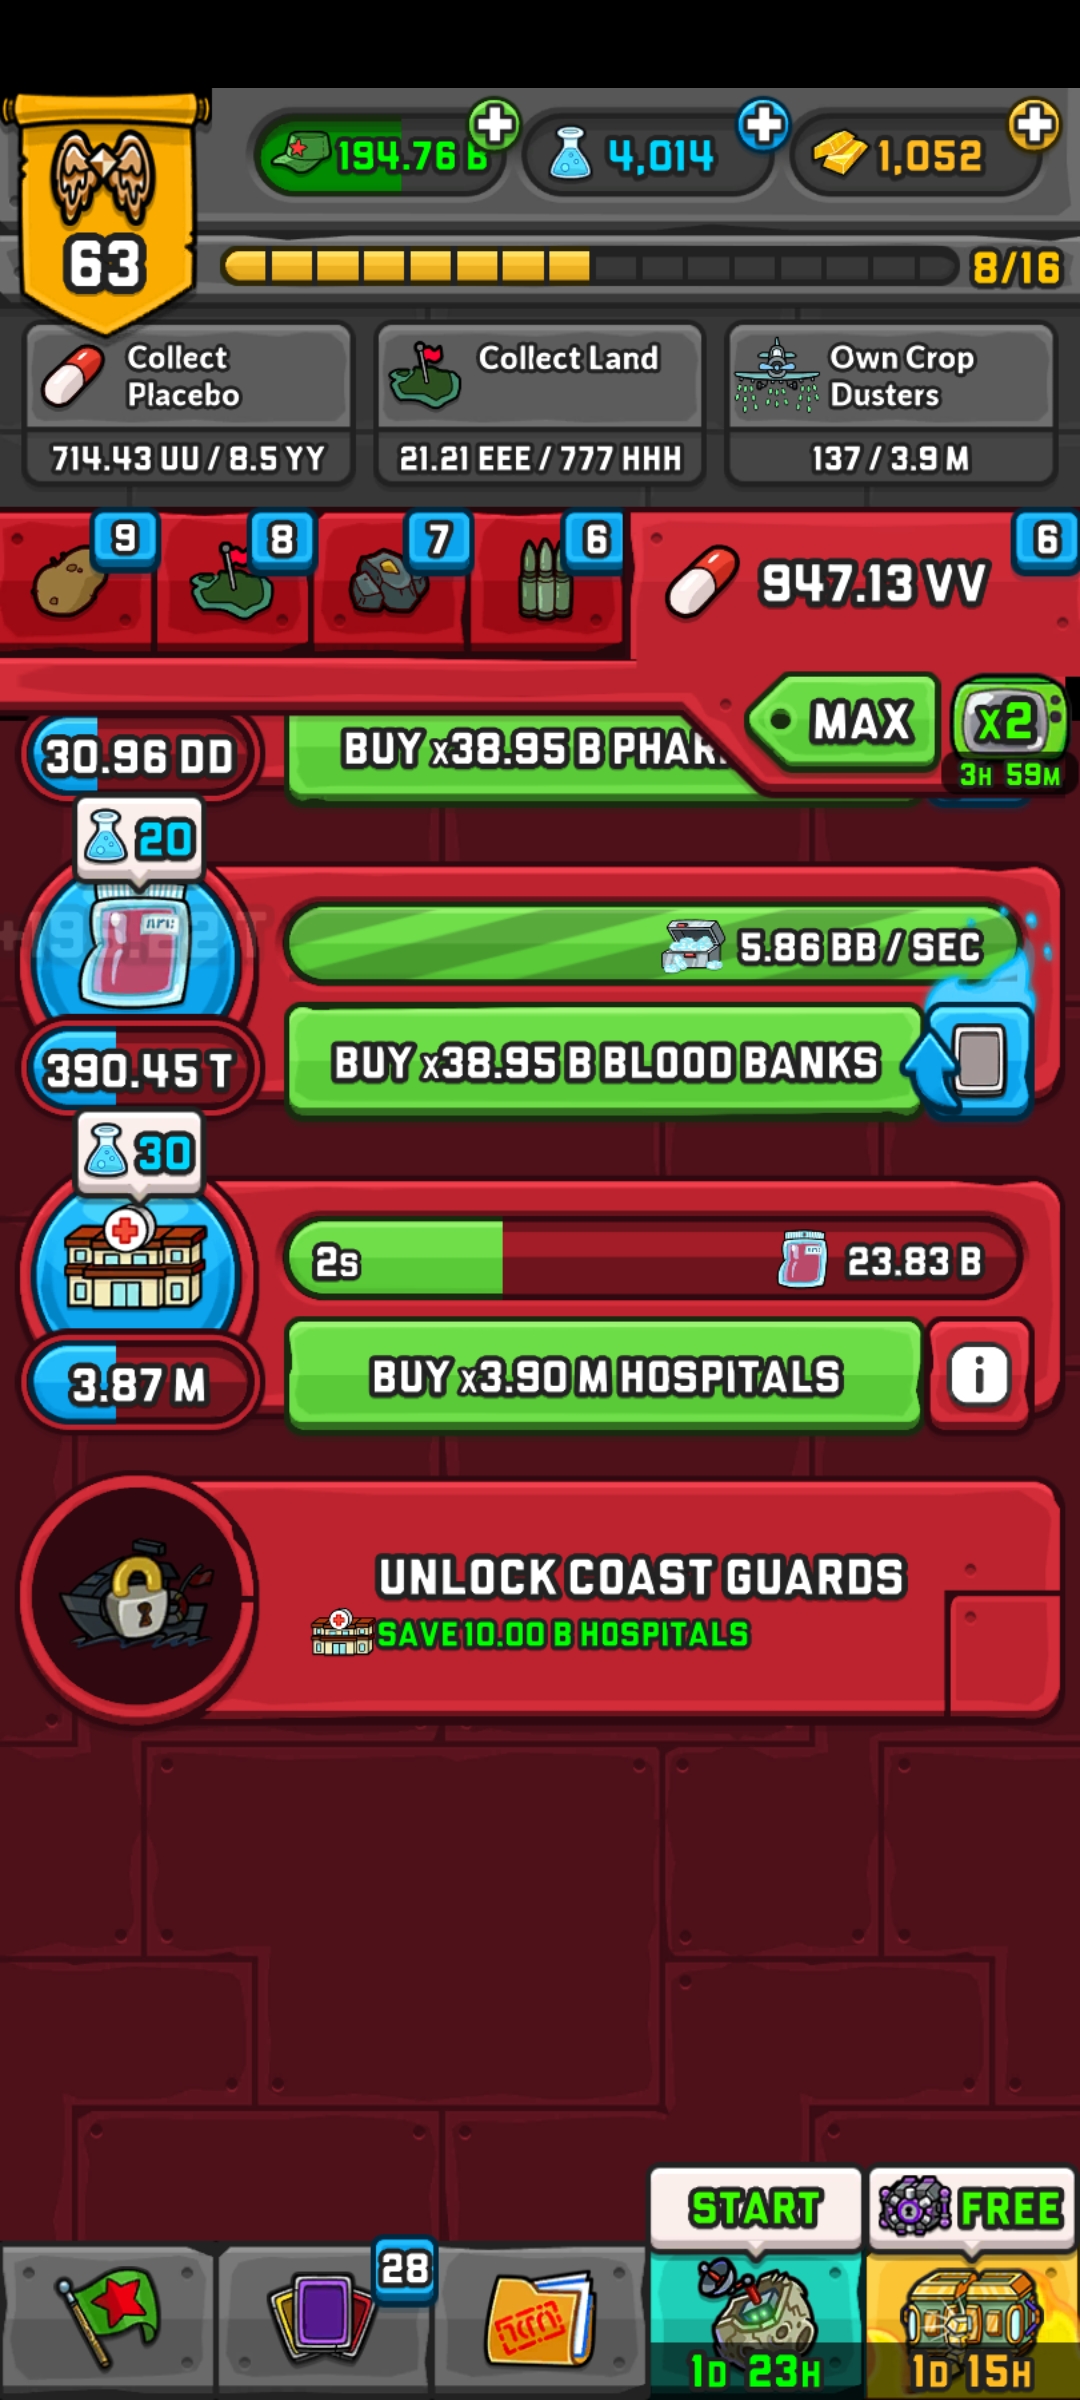 194.76 B
4,014
1,052
63
8/16
Collect
Placebo
714.43 UU / 8.5 YY
Collect Land
21.21 EEE / 777 HHH
Own Crop
Dusters
137 / 3.9 M
9
8
7
6
947.13 VV
6
MAX
x2
3H 59M
30.96 DD
BUY x38.95 B PHAR
20
5.86 BB / SEC
390.45 T
BUY x38.95 B BLOOD BANKS
30
2s
23.83 B
3.87 M
BUY x3.90 M HOSPITALS
i
UNLOCK COAST GUARDS
SAVE 10.00 B HOSPITALS
START
FREE
28
1D 23H
1D 15H